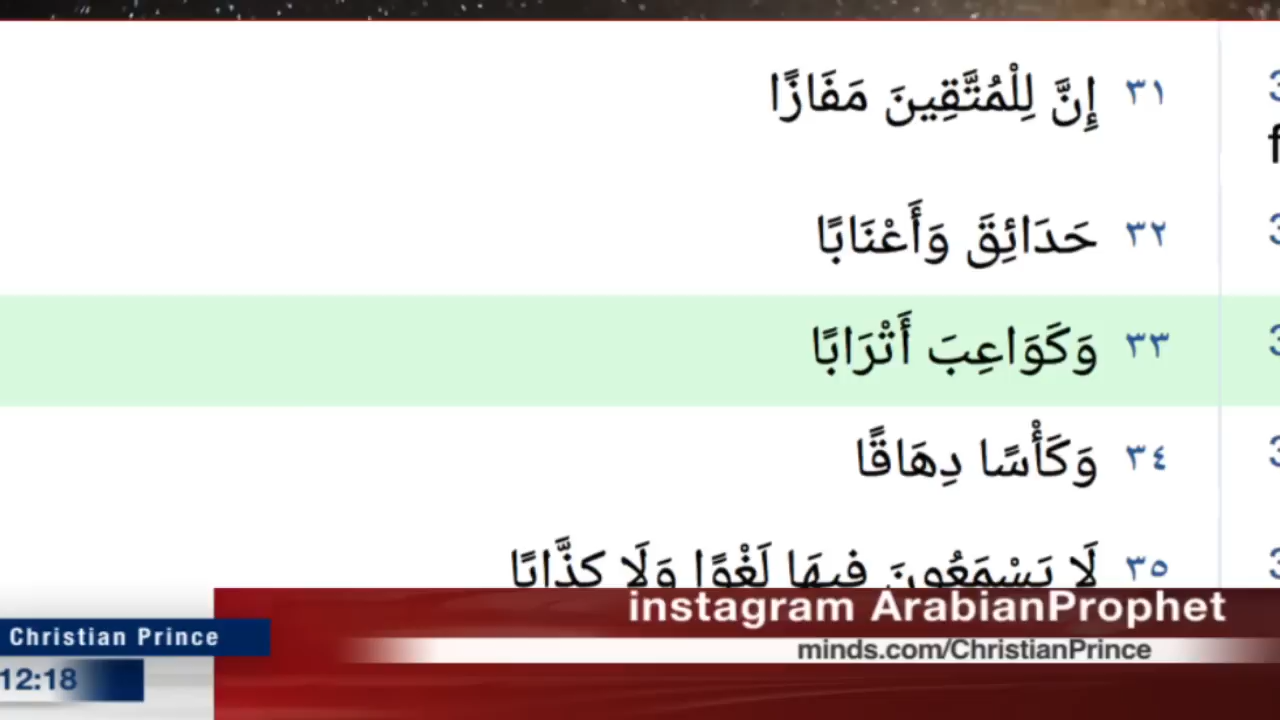 ٣١ إِنَّ لِلْمُتَّقِينَ مَفَازًا
٣٢ حَدَائِقَ وَأَعْنَابًا
٣٣ وَكَوَاعِبَ أَتْرَابًا
٣٤ وَكَأْسًا دِهَاقًا
٣٥ لَا يَسْمَعُونَ فِيهَا لَغْوًا وَلَا كِذَّابًا
instagram ArabianProphet
Christian Prince
minds.com/ChristianPrince
12:18